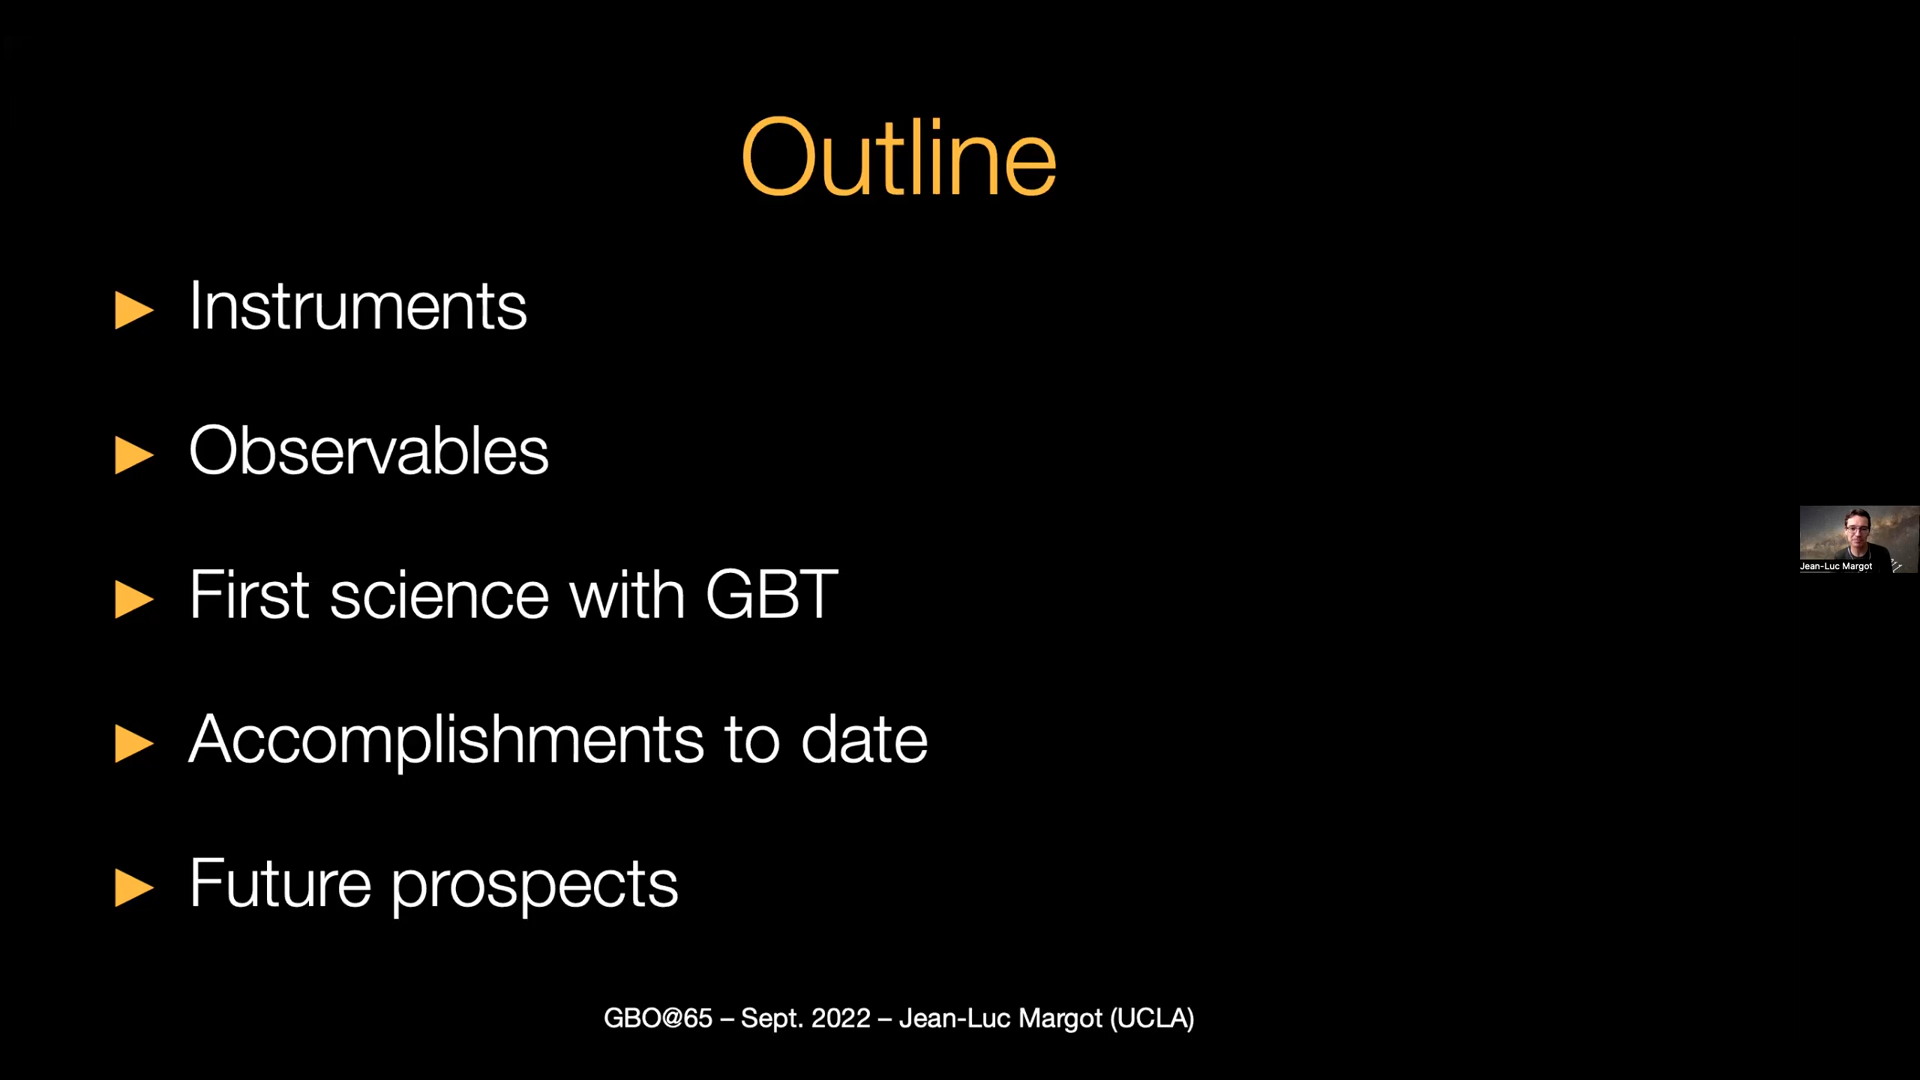 Outline
► Instruments
► Observables
► First science with GBT
► Accomplishments to date
► Future prospects
Jean-Luc Margot
GBO@65 – Sept. 2022 – Jean-Luc Margot (UCLA)